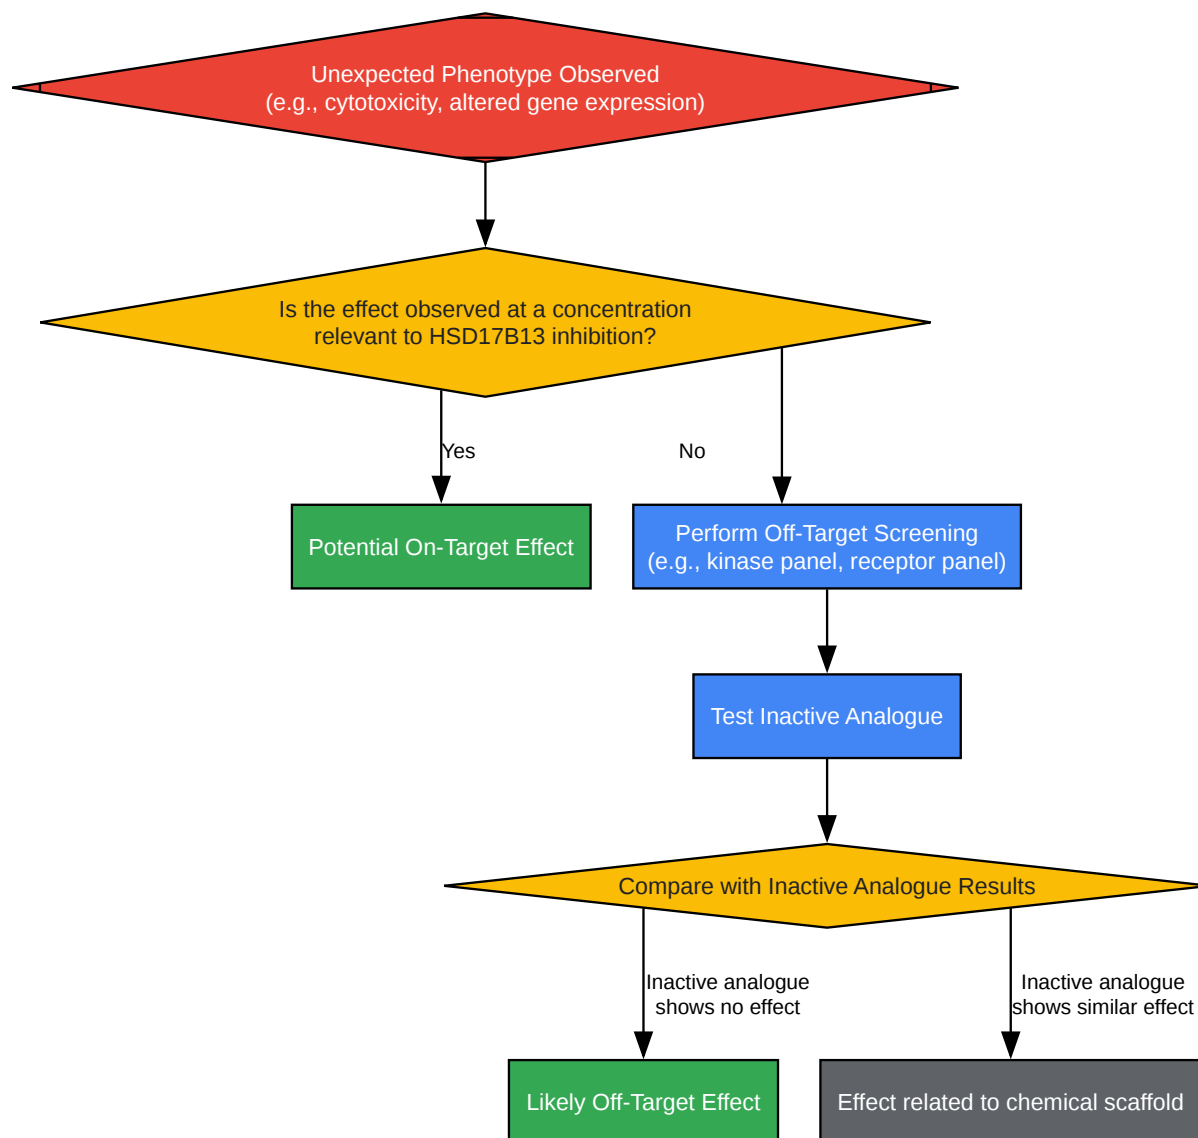 Unexpected Phenotype Observed
(e.g., cytotoxicity, altered gene expression)
Is the effect observed at a concentration
relevant to HSD17B13 inhibition?
Yes
No
Potential On-Target Effect
Perform Off-Target Screening
(e.g., kinase panel, receptor panel)
Test Inactive Analogue
Compare with Inactive Analogue Results
Inactive analogue
shows no effect
Inactive analogue
shows similar effect
Likely Off-Target Effect
Effect related to chemical scaffold